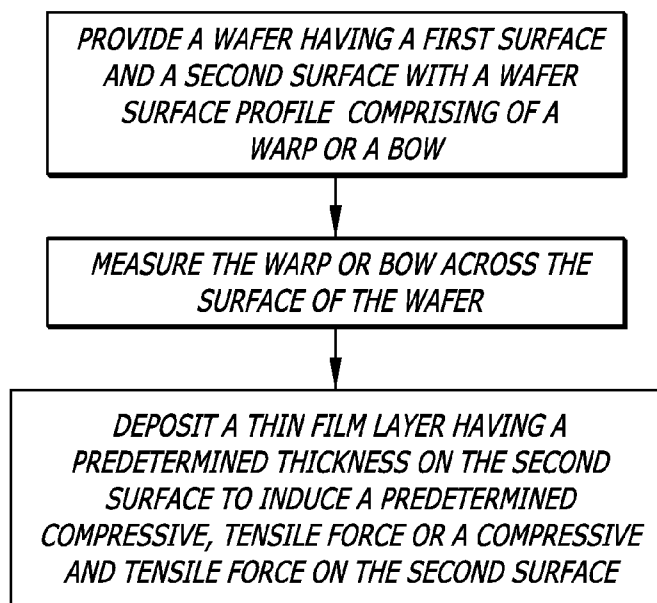 PROVIDE A WAFER HAVING A FIRST SURFACE
AND A SECOND SURFACE WITH A WAFER
SURFACE PROFILE COMPRISING OF A
WARP OR A BOW
MEASURE THE WARP OR BOW ACROSS THE
SURFACE OF THE WAFER
DEPOSIT A THIN FILM LAYER HAVING A
PREDETERMINED THICKNESS ON THE SECOND
SURFACE TO INDUCE A PREDETERMINED
COMPRESSIVE, TENSILE FORCE OR A COMPRESSIVE
AND TENSILE FORCE ON THE SECOND SURFACE